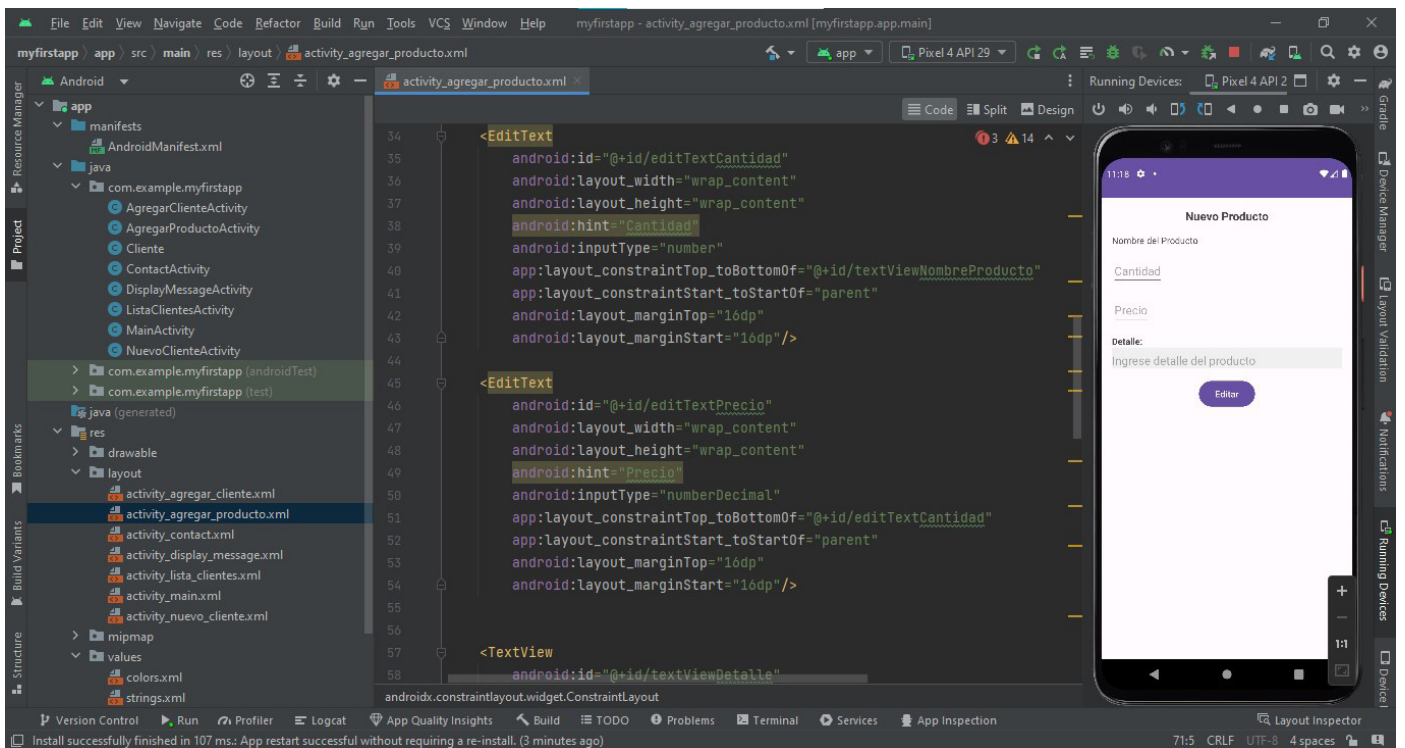 File Edit View Navigate Code Refactor Build Run Tools VCS Window Help myfirstapp - activity_agregar_producto.xml [myfirstapp.app.main]
myfirstapp app src main res layout activity_agregar_producto.xml
app Pixel 4 API 29
Android
activity_agregar_producto.xml
Running Devices: Pixel 4 API 2
Code Split Design
Resource Manager
Project
Bookmarks
Build Variants
Structure
app
manifests
AndroidManifest.xml
java
com.example.myfirstapp
AgregarClienteActivity
AgregarProductoActivity
Cliente
ContactActivity
DisplayMessageActivity
ListaClientesActivity
MainActivity
NuevoClienteActivity
com.example.myfirstapp (androidTest)
com.example.myfirstapp (test)
java (generated)
res
drawable
layout
activity_agregar_cliente.xml
activity_agregar_producto.xml
activity_contact.xml
activity_display_message.xml
activity_lista_clientes.xml
activity_main.xml
activity_nuevo_cliente.xml
mipmap
values
colors.xml
strings.xml
3 14
34 <EditText
35 android:id="@+id/editTextCantidad"
36 android:layout_width="wrap_content"
37 android:layout_height="wrap_content"
38 android:hint="Cantidad"
39 android:inputType="number"
40 app:layout_constraintTop_toBottomOf="@+id/textViewNombreProducto"
41 app:layout_constraintStart_toStartOf="parent"
42 android:layout_marginTop="16dp"
43 android:layout_marginStart="16dp"/>
44
45 <EditText
46 android:id="@+id/editTextPrecio"
47 android:layout_width="wrap_content"
48 android:layout_height="wrap_content"
49 android:hint="Precio"
50 android:inputType="numberDecimal"
51 app:layout_constraintTop_toBottomOf="@+id/editTextCantidad"
52 app:layout_constraintStart_toStartOf="parent"
53 android:layout_marginTop="16dp"
54 android:layout_marginStart="16dp"/>
55
56
57 <TextView
58 android:id="@+id/textViewDetalle"
androidx.constraintlayout.widget.ConstraintLayout
11:18
Nuevo Producto
Nombre del Producto
Cantidad
Precio
Detalle:
Ingrese detalle del producto
Editar
1:1
Gradle
Device Manager
Layout Validation
Notifications
Running Devices
Device
Version Control Run Profiler Logcat App Quality Insights Build TODO Problems Terminal Services App Inspection Layout Inspector
Install successfully finished in 107 ms.: App restart successful without requiring a re-install. (3 minutes ago) 71:5 CRLF UTF-8 4 spaces